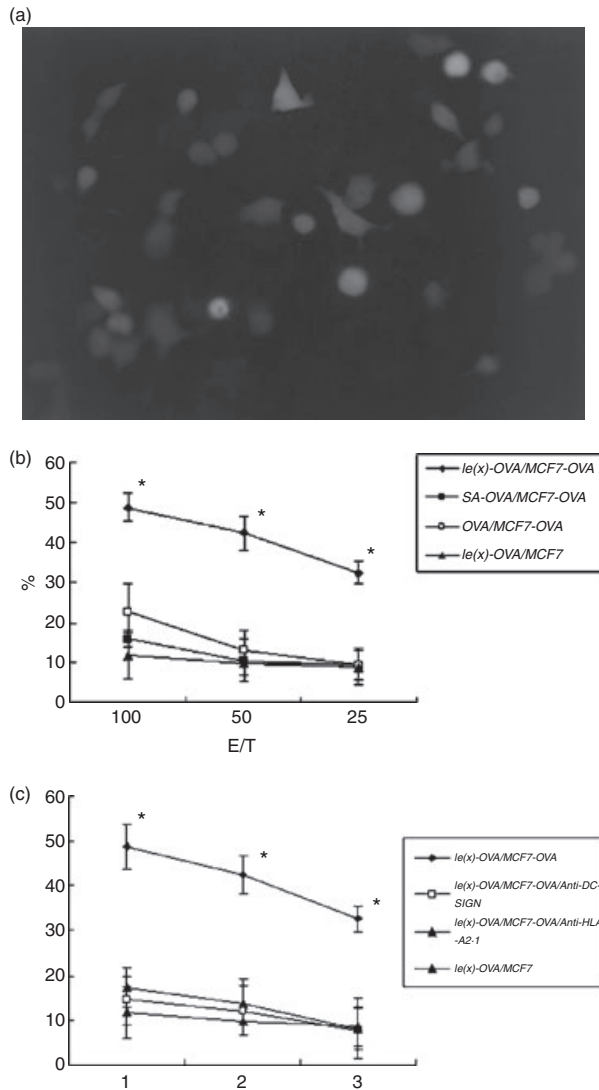 (a)
(b)
60
50
40
30
20
10
0
%
*
*
*
100
50
25
E/T
le(x)-OVA/MCF7-OVA
SA-OVA/MCF7-OVA
OVA/MCF7-OVA
le(x)-OVA/MCF7
(c)
60
50
40
30
20
10
0
*
*
*
1
2
3
le(x)-OVA/MCF7-OVA
le(x)-OVA/MCF7-OVA/Anti-DC-
SIGN
le(x)-OVA/MCF7-OVA/Anti-HLA
-A2·1
le(x)-OVA/MCF7